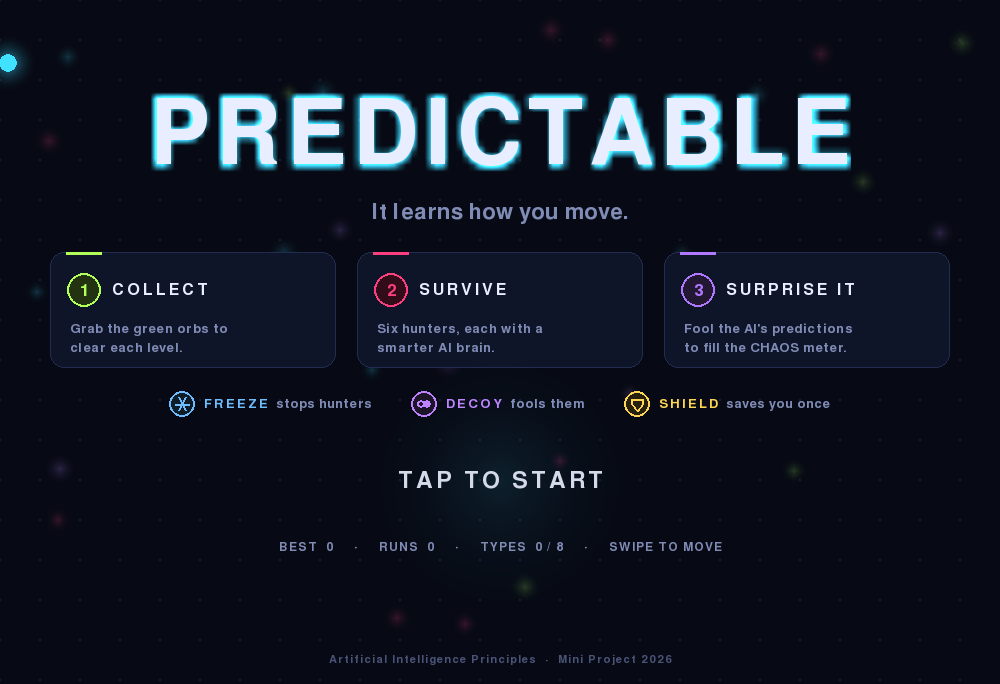 PREDICTABLE
It learns how you move.
1 COLLECT
Grab the green orbs to
clear each level.
2 SURVIVE
Six hunters, each with a
smarter AI brain.
3 SURPRISE IT
Fool the AI's predictions
to fill the CHAOS meter.
FREEZE stops hunters
DECOY fools them
SHIELD saves you once
TAP TO START
BEST 0 · RUNS 0 · TYPES 0 / 8 · SWIPE TO MOVE
Artificial Intelligence Principles · Mini Project 2026